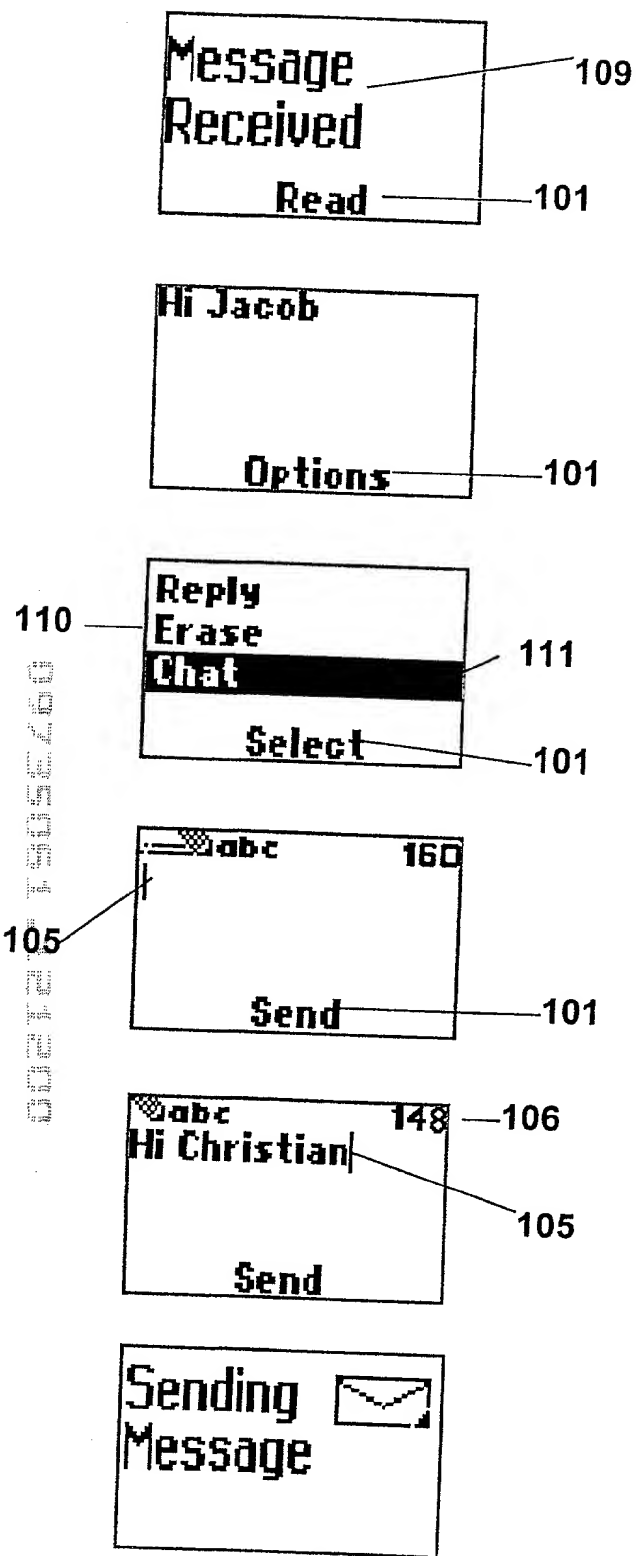 Message
109
Received
Read
101
Hi Jacob
Options
101
Reply
110
Erase
Chat
111
Select
101
abc
160
105
Send
101
abc
148
106
Hi Christian
105
Send
Sending
Message